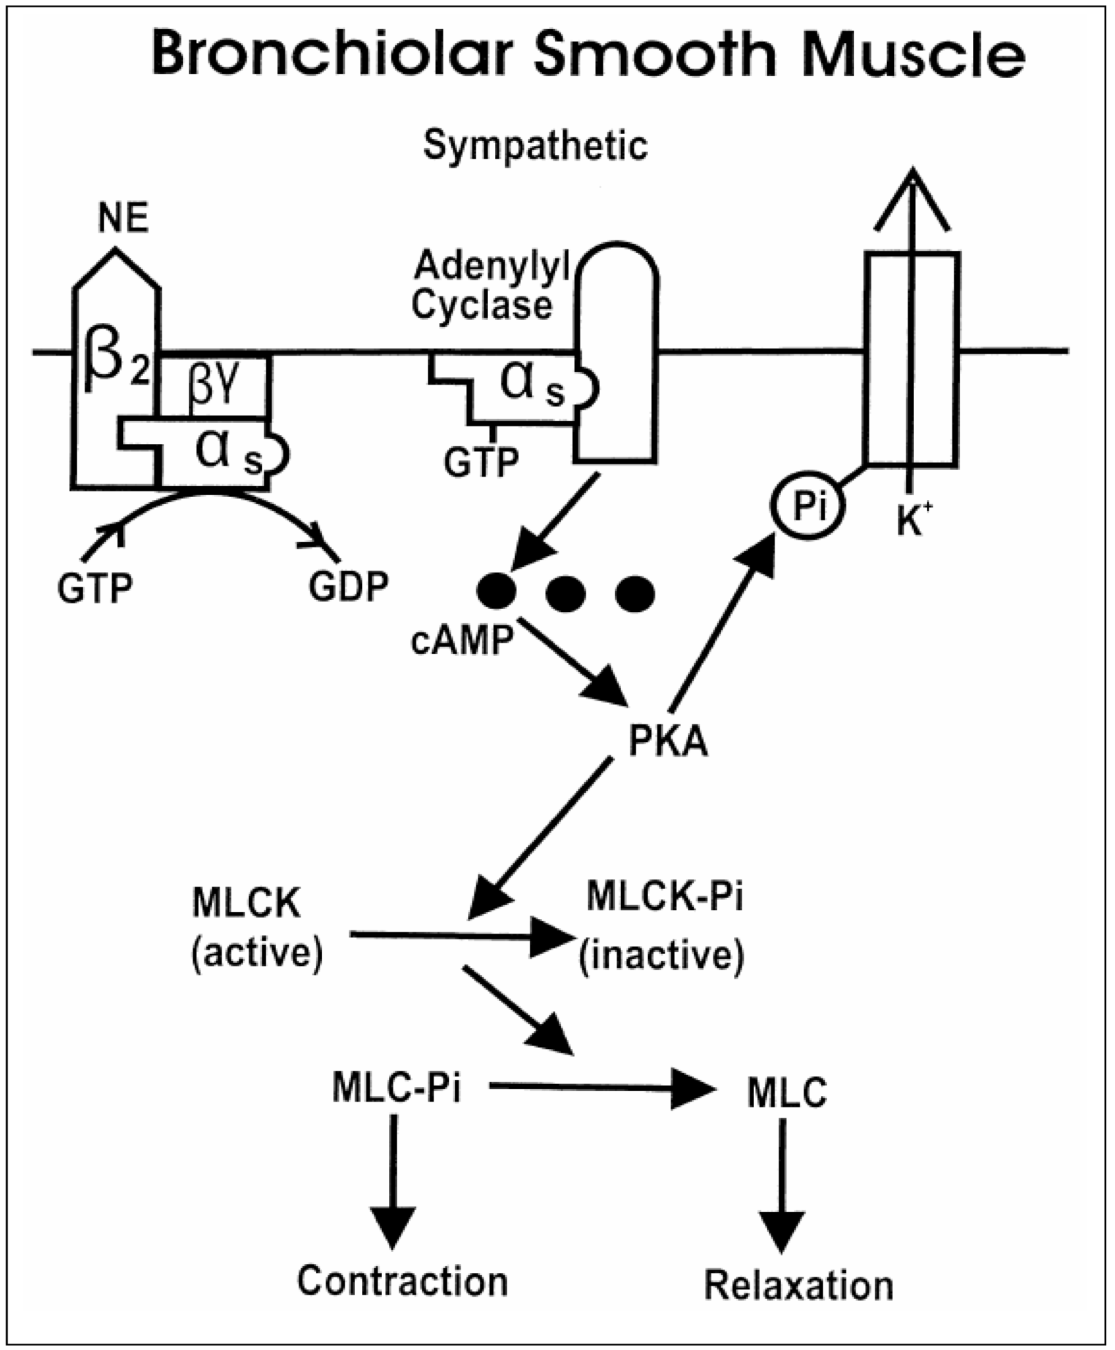 Bronchiolar Smooth Muscle
Sympathetic
NE
Adenylyl
Cyclase
β2
βγ
αs
αs
GTP
Pi
K+
GTP
GDP
cAMP
PKA
MLCK
(active)
MLCK-Pi
(inactive)
MLC-Pi
MLC
Contraction
Relaxation